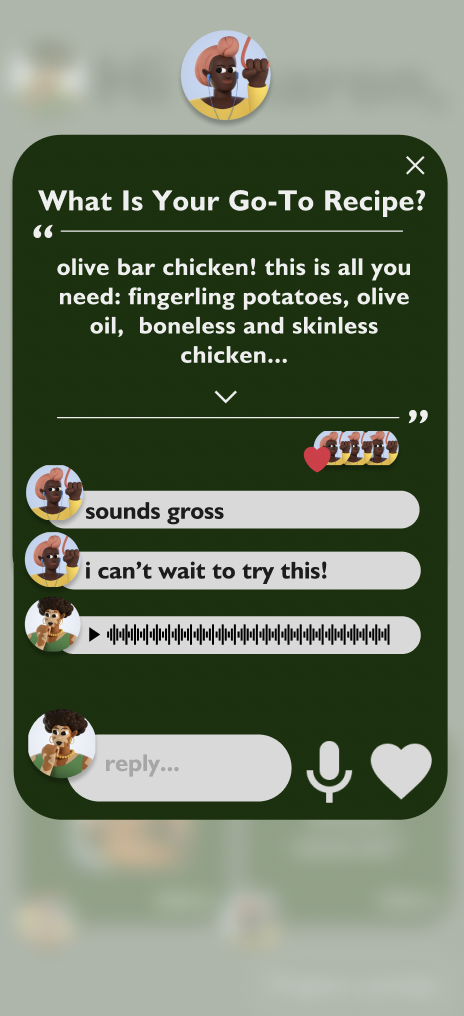 What Is Your Go-To Recipe?
“
olive bar chicken! this is all you
need: fingerling potatoes, olive
oil,  boneless and skinless
chicken...
”
sounds gross
i can’t wait to try this!
reply...